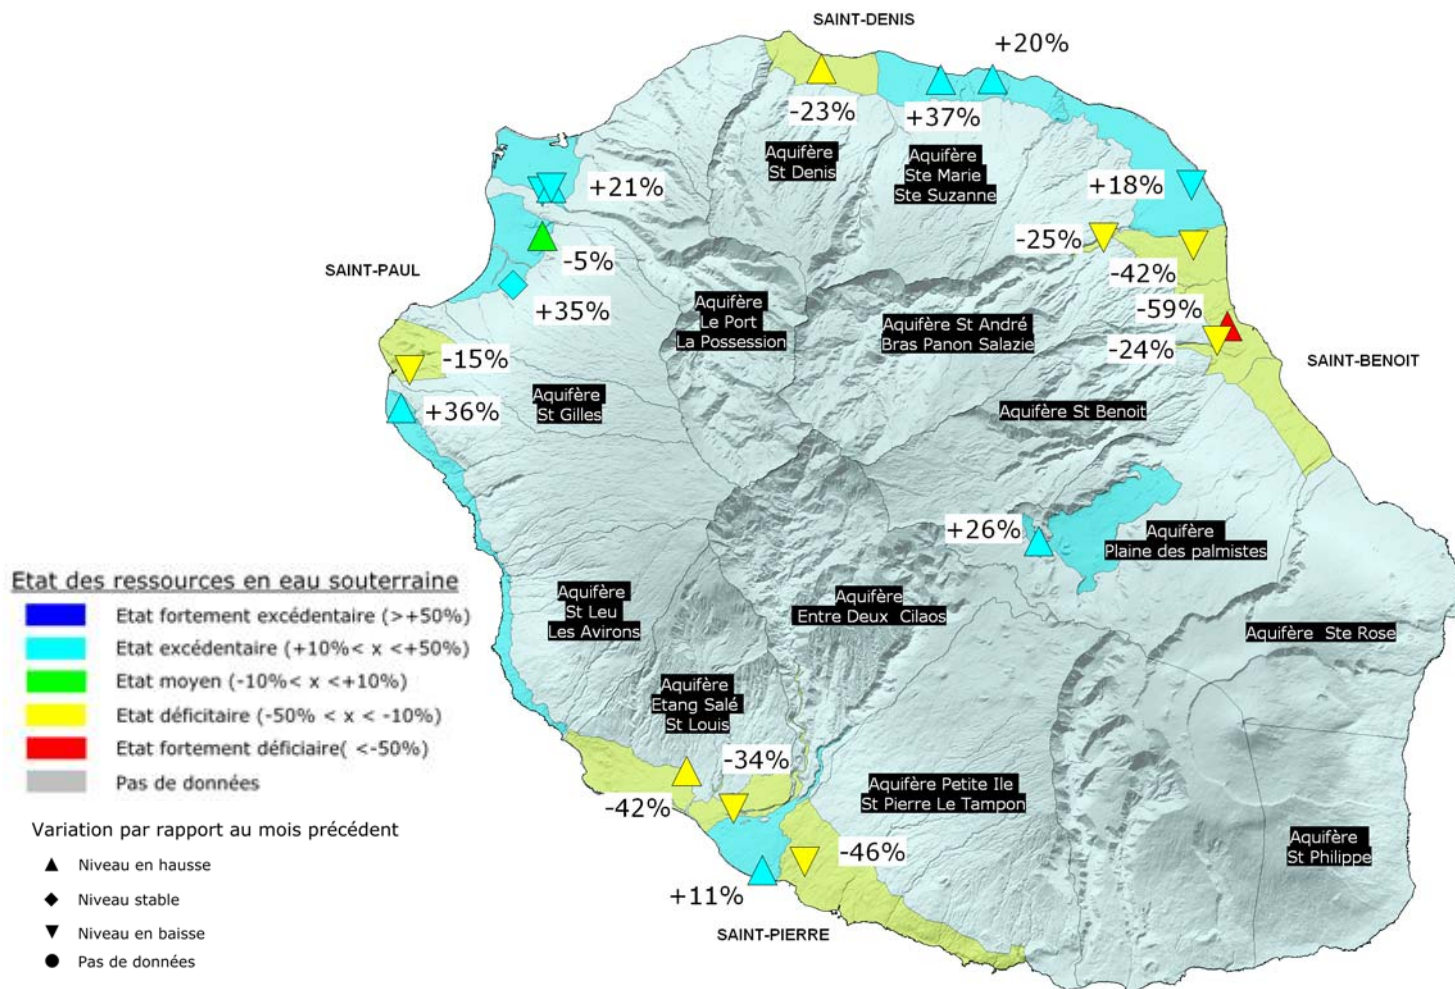 SAINT-DENIS
+20%
-23%
+37%
Aquifère
St Denis
Aquifère
Ste Marie
Ste Suzanne
+21%
+18%
-25%
-5%
-42%
SAINT-PAUL
+35%
Aquifère
Le Port
La Possession
Aquifère St André
Bras Panon Salazie
-59%
-24%
SAINT-BENOIT
-15%
+36%
Aquifère
St Gilles
Aquifère St Benoit
+26%
Aquifère
Plaine des palmistes
Etat des ressources en eau souterraine
Etat fortement excédentaire (>+50%)
Etat excédentaire (+10%< x <+50%)
Etat moyen (-10%< x <+10%)
Etat déficitaire (-50% < x < -10%)
Etat fortement déficiaire( <-50%)
Pas de données
Aquifère
St Leu
Les Avirons
Aquifère
Entre Deux Cilaos
Aquifère Ste Rose
Aquifère
Etang Salé
St Louis
-34%
-42%
Aquifère Petite Ile
St Pierre Le Tampon
Aquifère
St Philippe
-46%
+11%
SAINT-PIERRE
Variation par rapport au mois précédent
Niveau en hausse
Niveau stable
Niveau en baisse
Pas de données